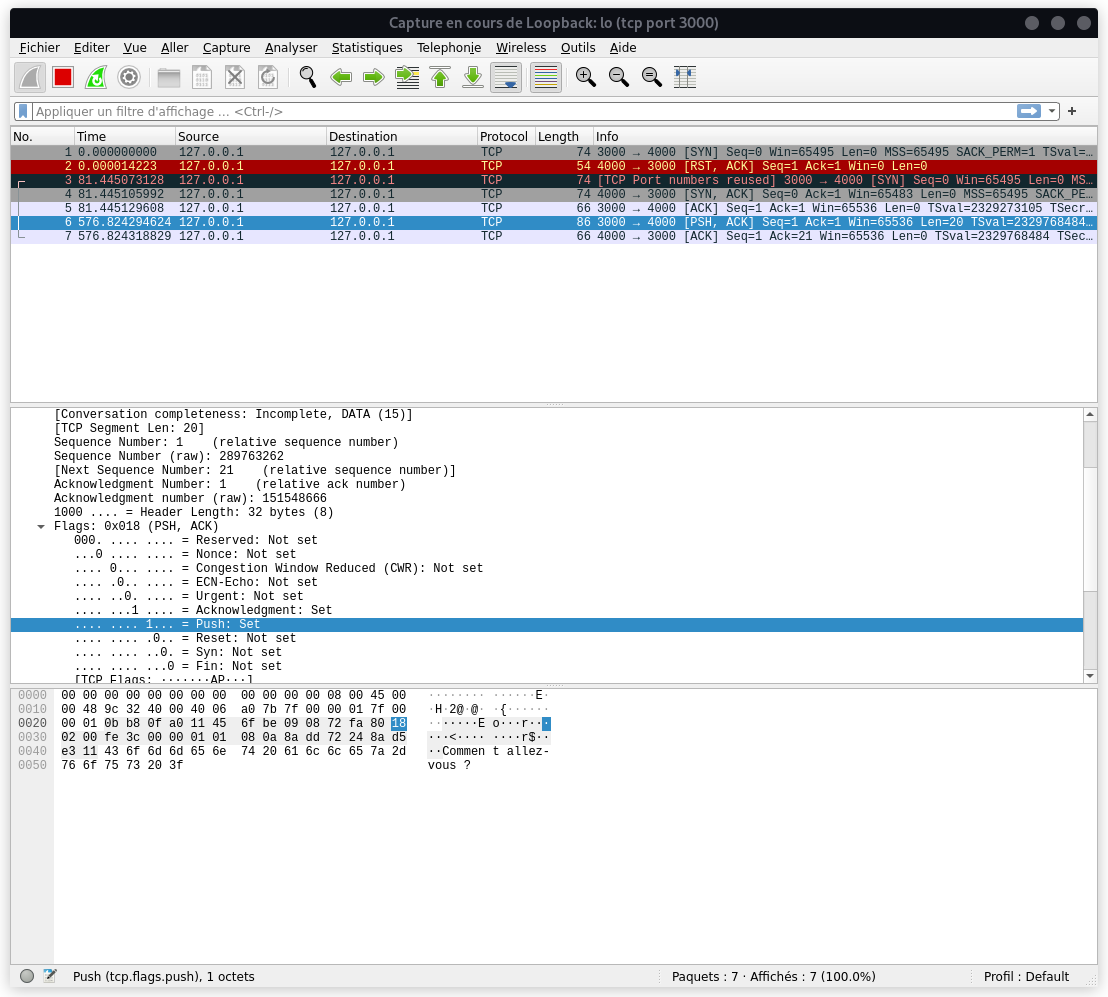 Capture en cours de Loopback: lo (tcp port 3000)
Fichier Editer Vue Aller Capture Analyser Statistiques Telephonie Wireless Outils Aide
Appliquer un filtre d'affichage … <Ctrl-/> +
No. Time Source Destination Protocol Length Info
1 0.000000000 127.0.0.1 127.0.0.1 TCP 74 3000 → 4000 [SYN] Seq=0 Win=65495 Len=0 MSS=65495 SACK_PERM=1 TSval=…
2 0.000014223 127.0.0.1 127.0.0.1 TCP 54 4000 → 3000 [RST, ACK] Seq=1 Ack=1 Win=0 Len=0
3 81.445073128 127.0.0.1 127.0.0.1 TCP 74 [TCP Port numbers reused] 3000 → 4000 [SYN] Seq=0 Win=65495 Len=0 MS…
4 81.445105992 127.0.0.1 127.0.0.1 TCP 74 4000 → 3000 [SYN, ACK] Seq=0 Ack=1 Win=65483 Len=0 MSS=65495 SACK_PE…
5 81.445129608 127.0.0.1 127.0.0.1 TCP 66 3000 → 4000 [ACK] Seq=1 Ack=1 Win=65536 Len=0 TSval=2329273105 TSecr…
6 576.824294624 127.0.0.1 127.0.0.1 TCP 86 3000 → 4000 [PSH, ACK] Seq=1 Ack=1 Win=65536 Len=20 TSval=2329768484…
7 576.824318829 127.0.0.1 127.0.0.1 TCP 66 4000 → 3000 [ACK] Seq=1 Ack=21 Win=65536 Len=0 TSval=2329768484 TSec…
[Conversation completeness: Incomplete, DATA (15)]
[TCP Segment Len: 20]
Sequence Number: 1 (relative sequence number)
Sequence Number (raw): 289763262
[Next Sequence Number: 21 (relative sequence number)]
Acknowledgment Number: 1 (relative ack number)
Acknowledgment number (raw): 151548666
1000 .... = Header Length: 32 bytes (8)
Flags: 0x018 (PSH, ACK)
000. .... .... = Reserved: Not set
...0 .... .... = Nonce: Not set
.... 0... .... = Congestion Window Reduced (CWR): Not set
.... .0.. .... = ECN-Echo: Not set
.... ..0. .... = Urgent: Not set
.... ...1 .... = Acknowledgment: Set
.... .... 1... = Push: Set
.... .... .0.. = Reset: Not set
.... .... ..0. = Syn: Not set
.... .... ...0 = Fin: Not set
[TCP Flags: ·······AP···]
0000 00 00 00 00 00 00 00 00 00 00 00 00 08 00 45 00 ········ ······E·
0010 00 48 9c 32 40 00 40 06 a0 7b 7f 00 00 01 7f 00 ·H·2@·@· ·{······
0020 00 01 0b b8 0f a0 11 45 6f be 09 08 72 fa 80 18 ·······E o···r···
0030 02 00 fe 3c 00 00 01 01 08 0a 8a dd 72 24 8a d5 ···<···· ····r$··
0040 e3 11 43 6f 6d 6d 65 6e 74 20 61 6c 6c 65 7a 2d ··Commen t allez-
0050 76 6f 75 73 20 3f vous ?
Push (tcp.flags.push), 1 octets Paquets : 7 · Affichés : 7 (100.0%) Profil : Default